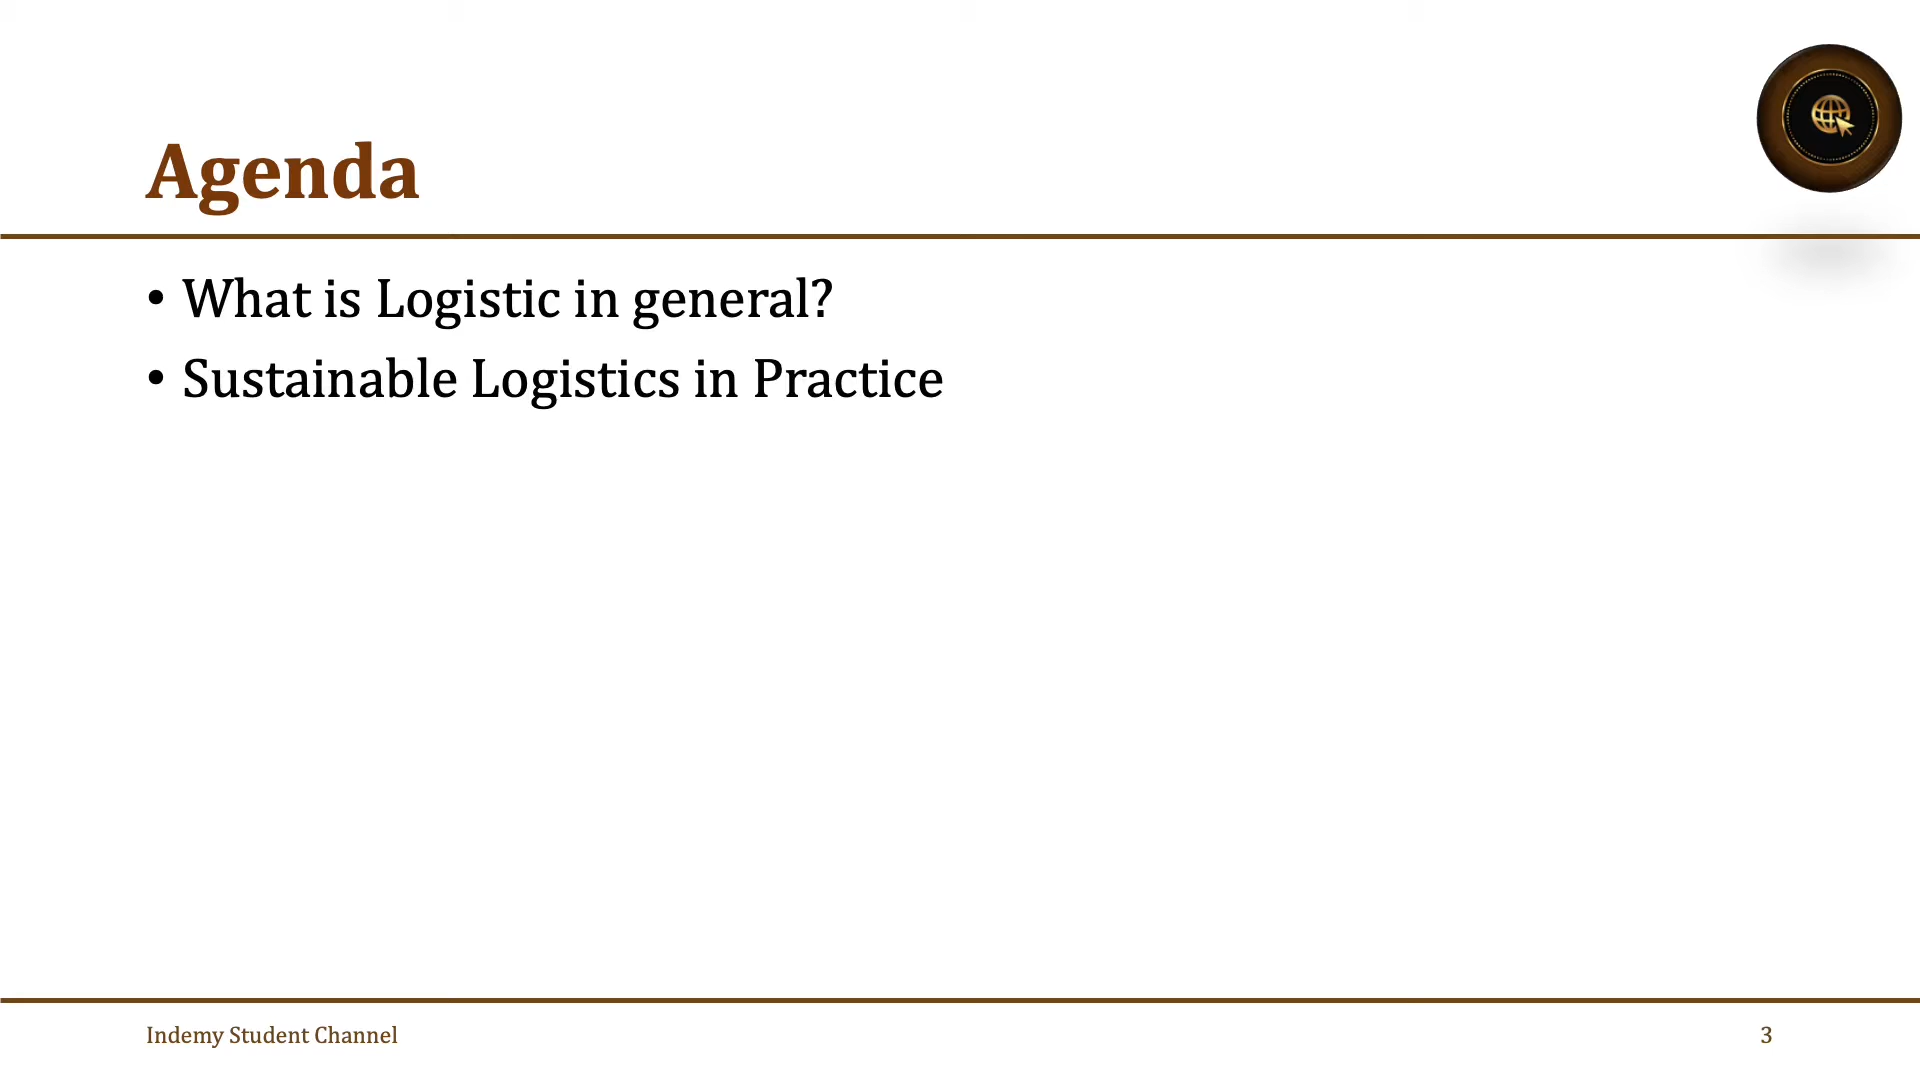 Agenda
• What is Logistic in general?
• Sustainable Logistics in Practice
Indemy Student Channel
3